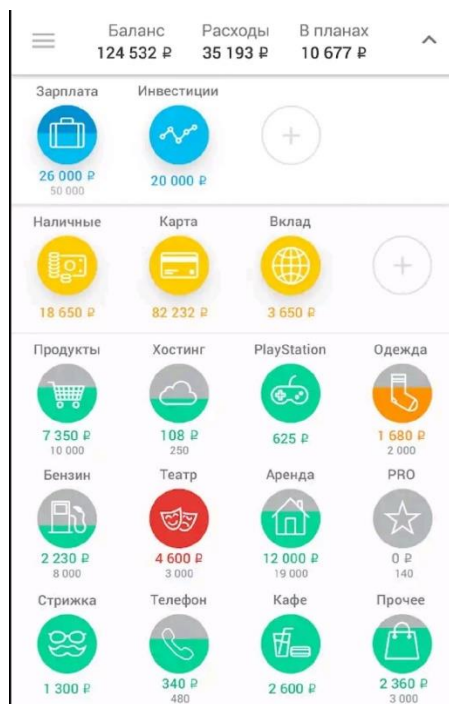 Баланс Расходы В планах
124 532 ₽ 35 193 ₽ 10 677 ₽
Зарплата Инвестиции
26 000 ₽ 20 000 ₽
50 000
Наличные Карта Вклад
18 650 ₽ 82 232 ₽ 3 650 ₽
Продукты Хостинг PlayStation Одежда
7 350 ₽ 108 ₽ 625 ₽ 1 680 ₽
10 000 250 2 000
Бензин Театр Аренда PRO
2 230 ₽ 4 600 ₽ 12 000 ₽ 0 ₽
8 000 3 000 19 000 140
Стрижка Телефон Кафе Прочее
1 300 ₽ 340 ₽ 2 600 ₽ 2 360 ₽
480 3 000